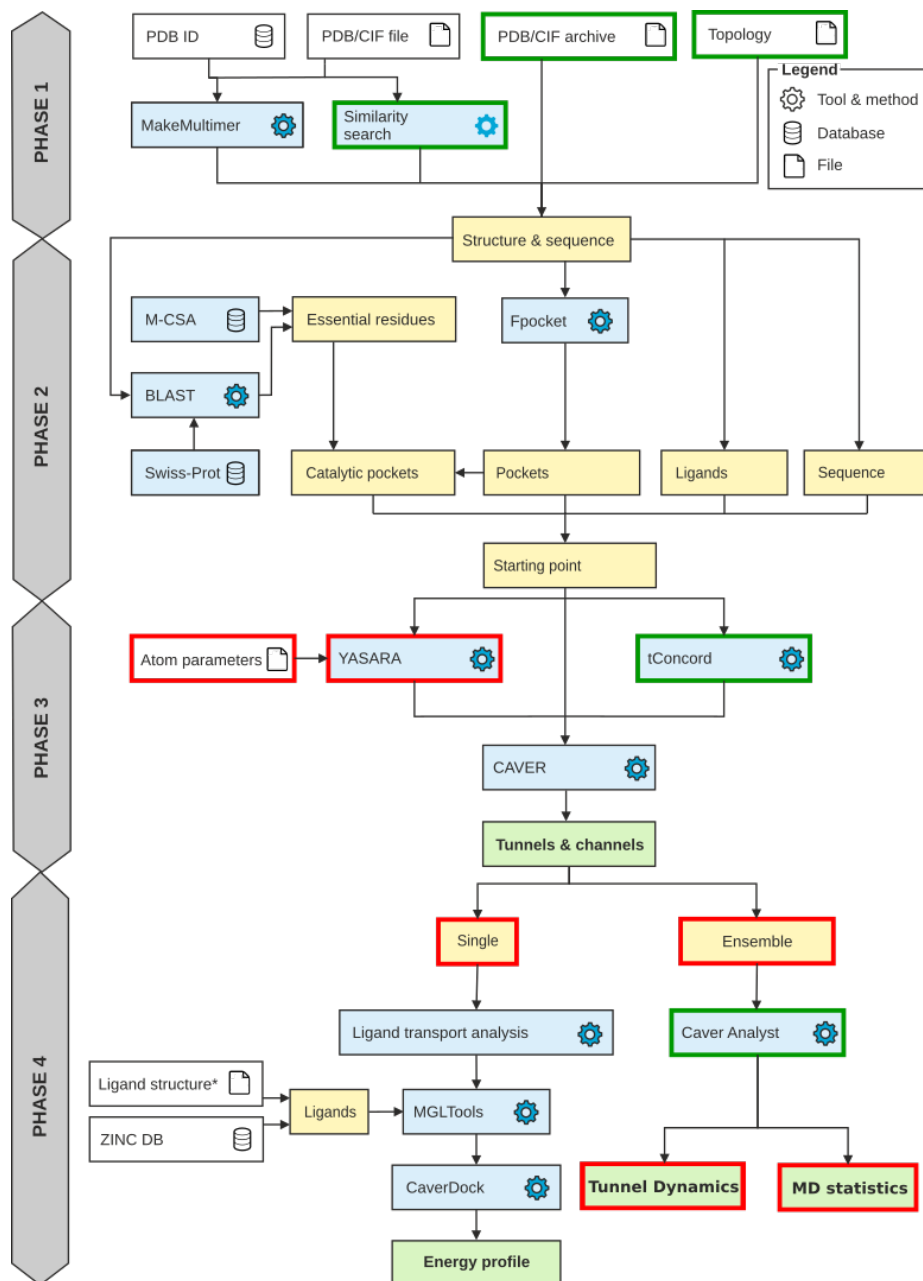 PHASE 1
PDB ID
PDB/CIF file
PDB/CIF archive
Topology
Legend
Tool & method
Database
File
MakeMultimer
Similarity
search
PHASE 2
Structure & sequence
M-CSA
Essential residues
Fpocket
BLAST
Swiss-Prot
Catalytic pockets
Pockets
Ligands
Sequence
Starting point
PHASE 3
Atom parameters
YASARA
tConcord
CAVER
Tunnels & channels
PHASE 4
Single
Ensemble
Ligand transport analysis
Caver Analyst
Ligand structure*
Ligands
MGLTools
ZINC DB
CaverDock
Tunnel Dynamics
MD statistics
Energy profile